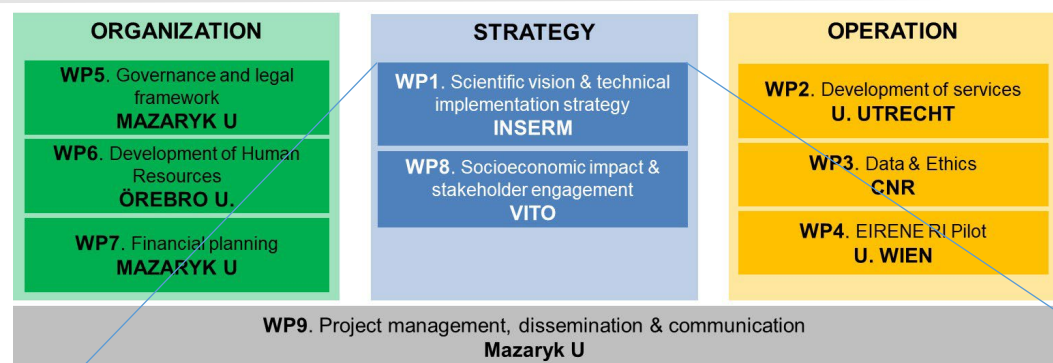 ORGANIZATION
WP5. Governance and legal
framework
MAZARYK U
WP6. Development of Human
Resources
ÖREBRO U.
WP7. Financial planning
MAZARYK U
STRATEGY
WP1. Scientific vision & technical
implementation strategy
INSERM
WP8. Socioeconomic impact &
stakeholder engagement
VITO
OPERATION
WP2. Development of services
U. UTRECHT
WP3. Data & Ethics
CNR
WP4. EIRENE RI Pilot
U. WIEN
WP9. Project management, dissemination & communication
Mazaryk U